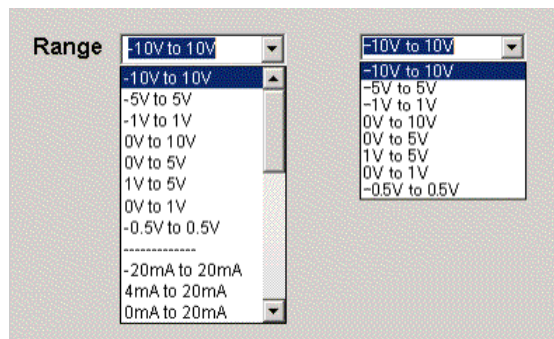 Range
-10V to 10V
-10V to 10V
-5V to 5V
-1V to 1V
0V to 10V
0V to 5V
1V to 5V
0V to 1V
-0.5V to 0.5V
-------------
-20mA to 20mA
4mA to 20mA
0mA to 20mA
-10V to 10V
-10V to 10V
-5V to 5V
-1V to 1V
0V to 10V
0V to 5V
1V to 5V
0V to 1V
-0.5V to 0.5V